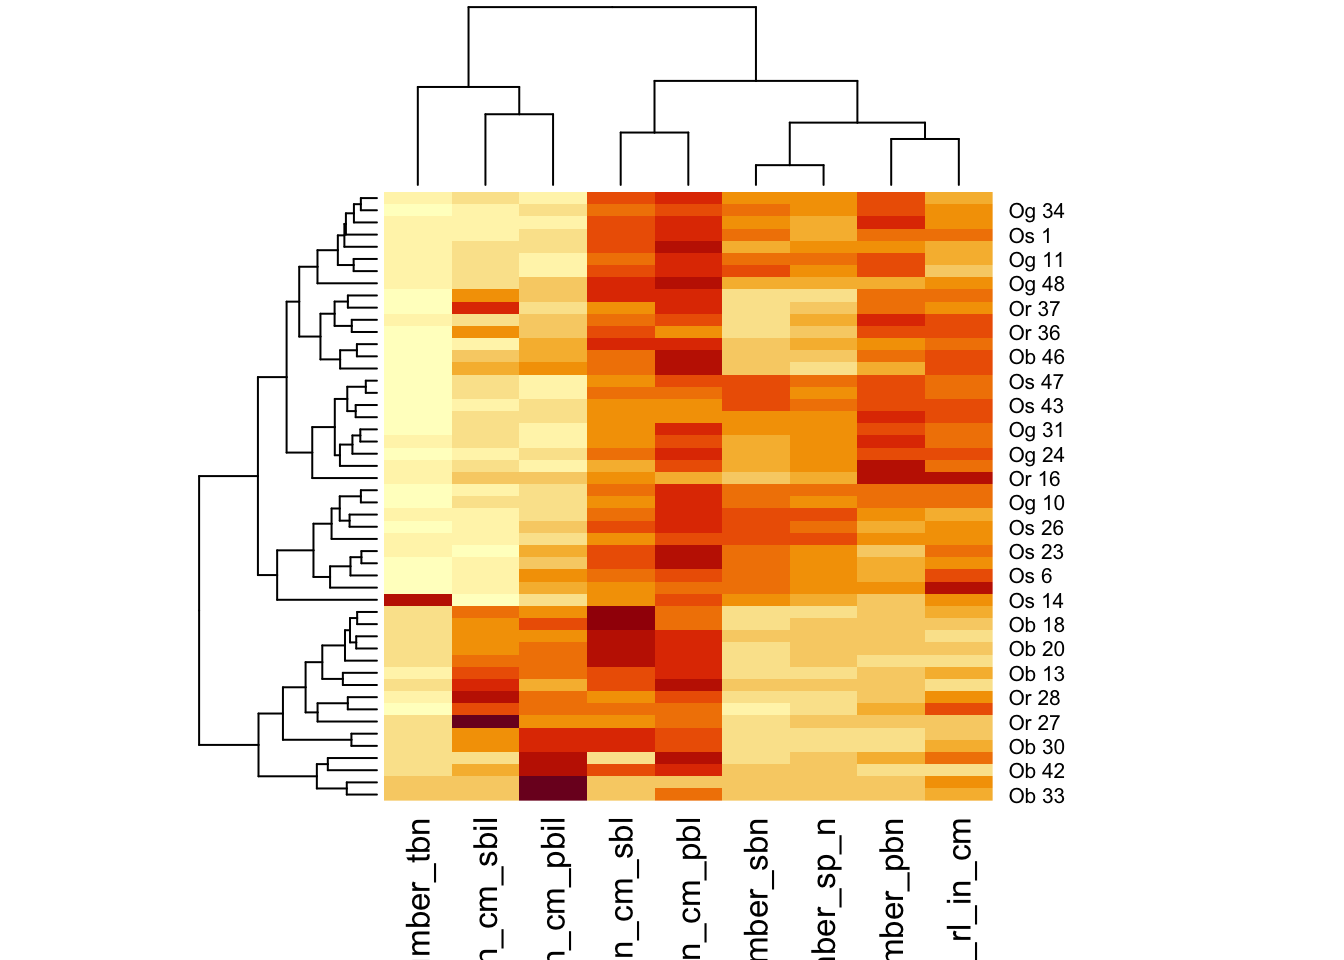 Og 34
Os 1
Og 11
Og 48
Or 37
Or 36
Ob 46
Os 47
Os 43
Og 31
Og 24
Or 16
Og 10
Os 26
Os 23
Os 6
Os 14
Ob 18
Ob 20
Ob 13
Or 28
Or 27
Ob 30
Ob 42
Ob 33
mber_tbn
n_cm_sbil
n_cm_pbil
n_cm_sbl
n_cm_pbl
mber_sbn
nber_sp_n
mber_pbn
_rl_in_cm